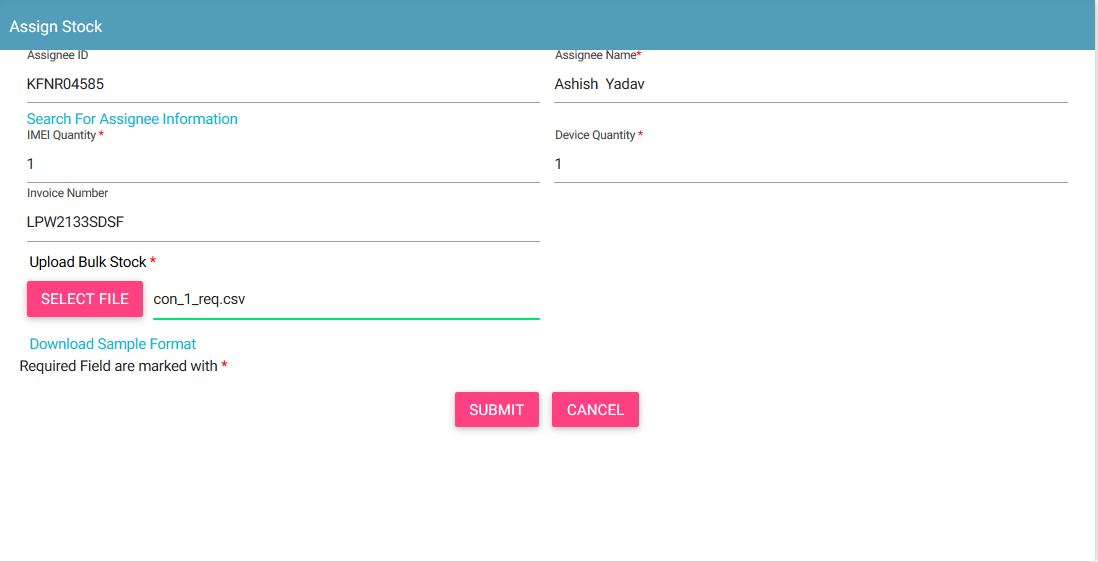 Assign Stock
Assignee ID
Assignee Name*
KFNR04585
Ashish  Yadav
Search For Assignee Information
IMEI Quantity *
Device Quantity *
1
1
Invoice Number
LPW2133SDSF
Upload Bulk Stock *
SELECT FILE
con_1_req.csv
Download Sample Format
Required Field are marked with *
SUBMIT
CANCEL